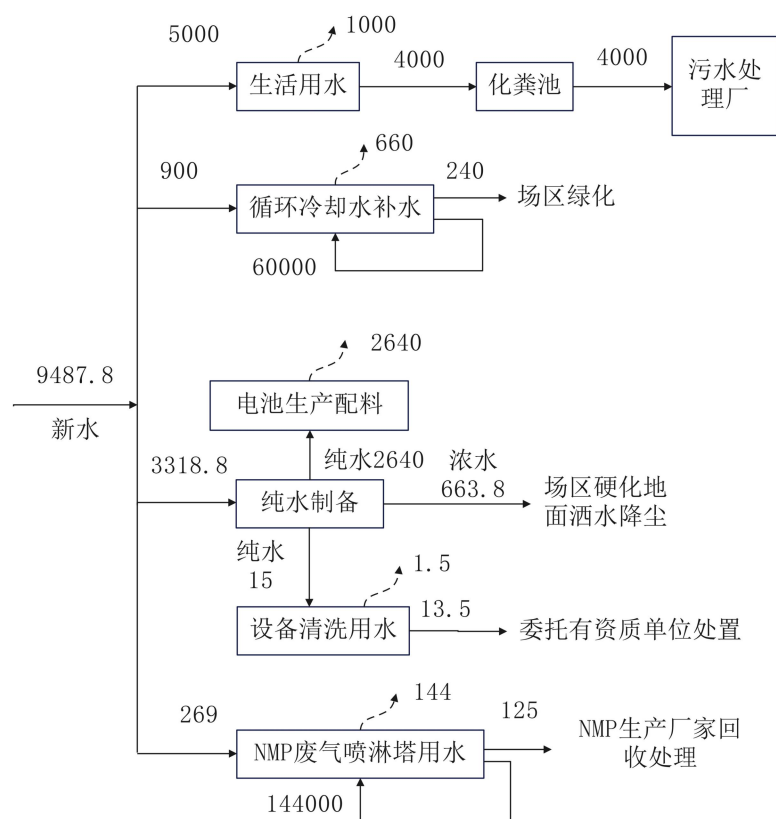 5000
1000
生活用水
4000
化粪池
4000
污水处
理厂
900
660
循环冷却水补水
240
场区绿化
60000
9487.8
新水
2640
电池生产配料
纯水2640
3318.8
纯水制备
浓水
663.8
场区硬化地
面洒水降尘
纯水
15
1.5
设备清洗用水
13.5
委托有资质单位处置
269
144
NMP废气喷淋塔用水
125
NMP生产厂家回
收处理
144000